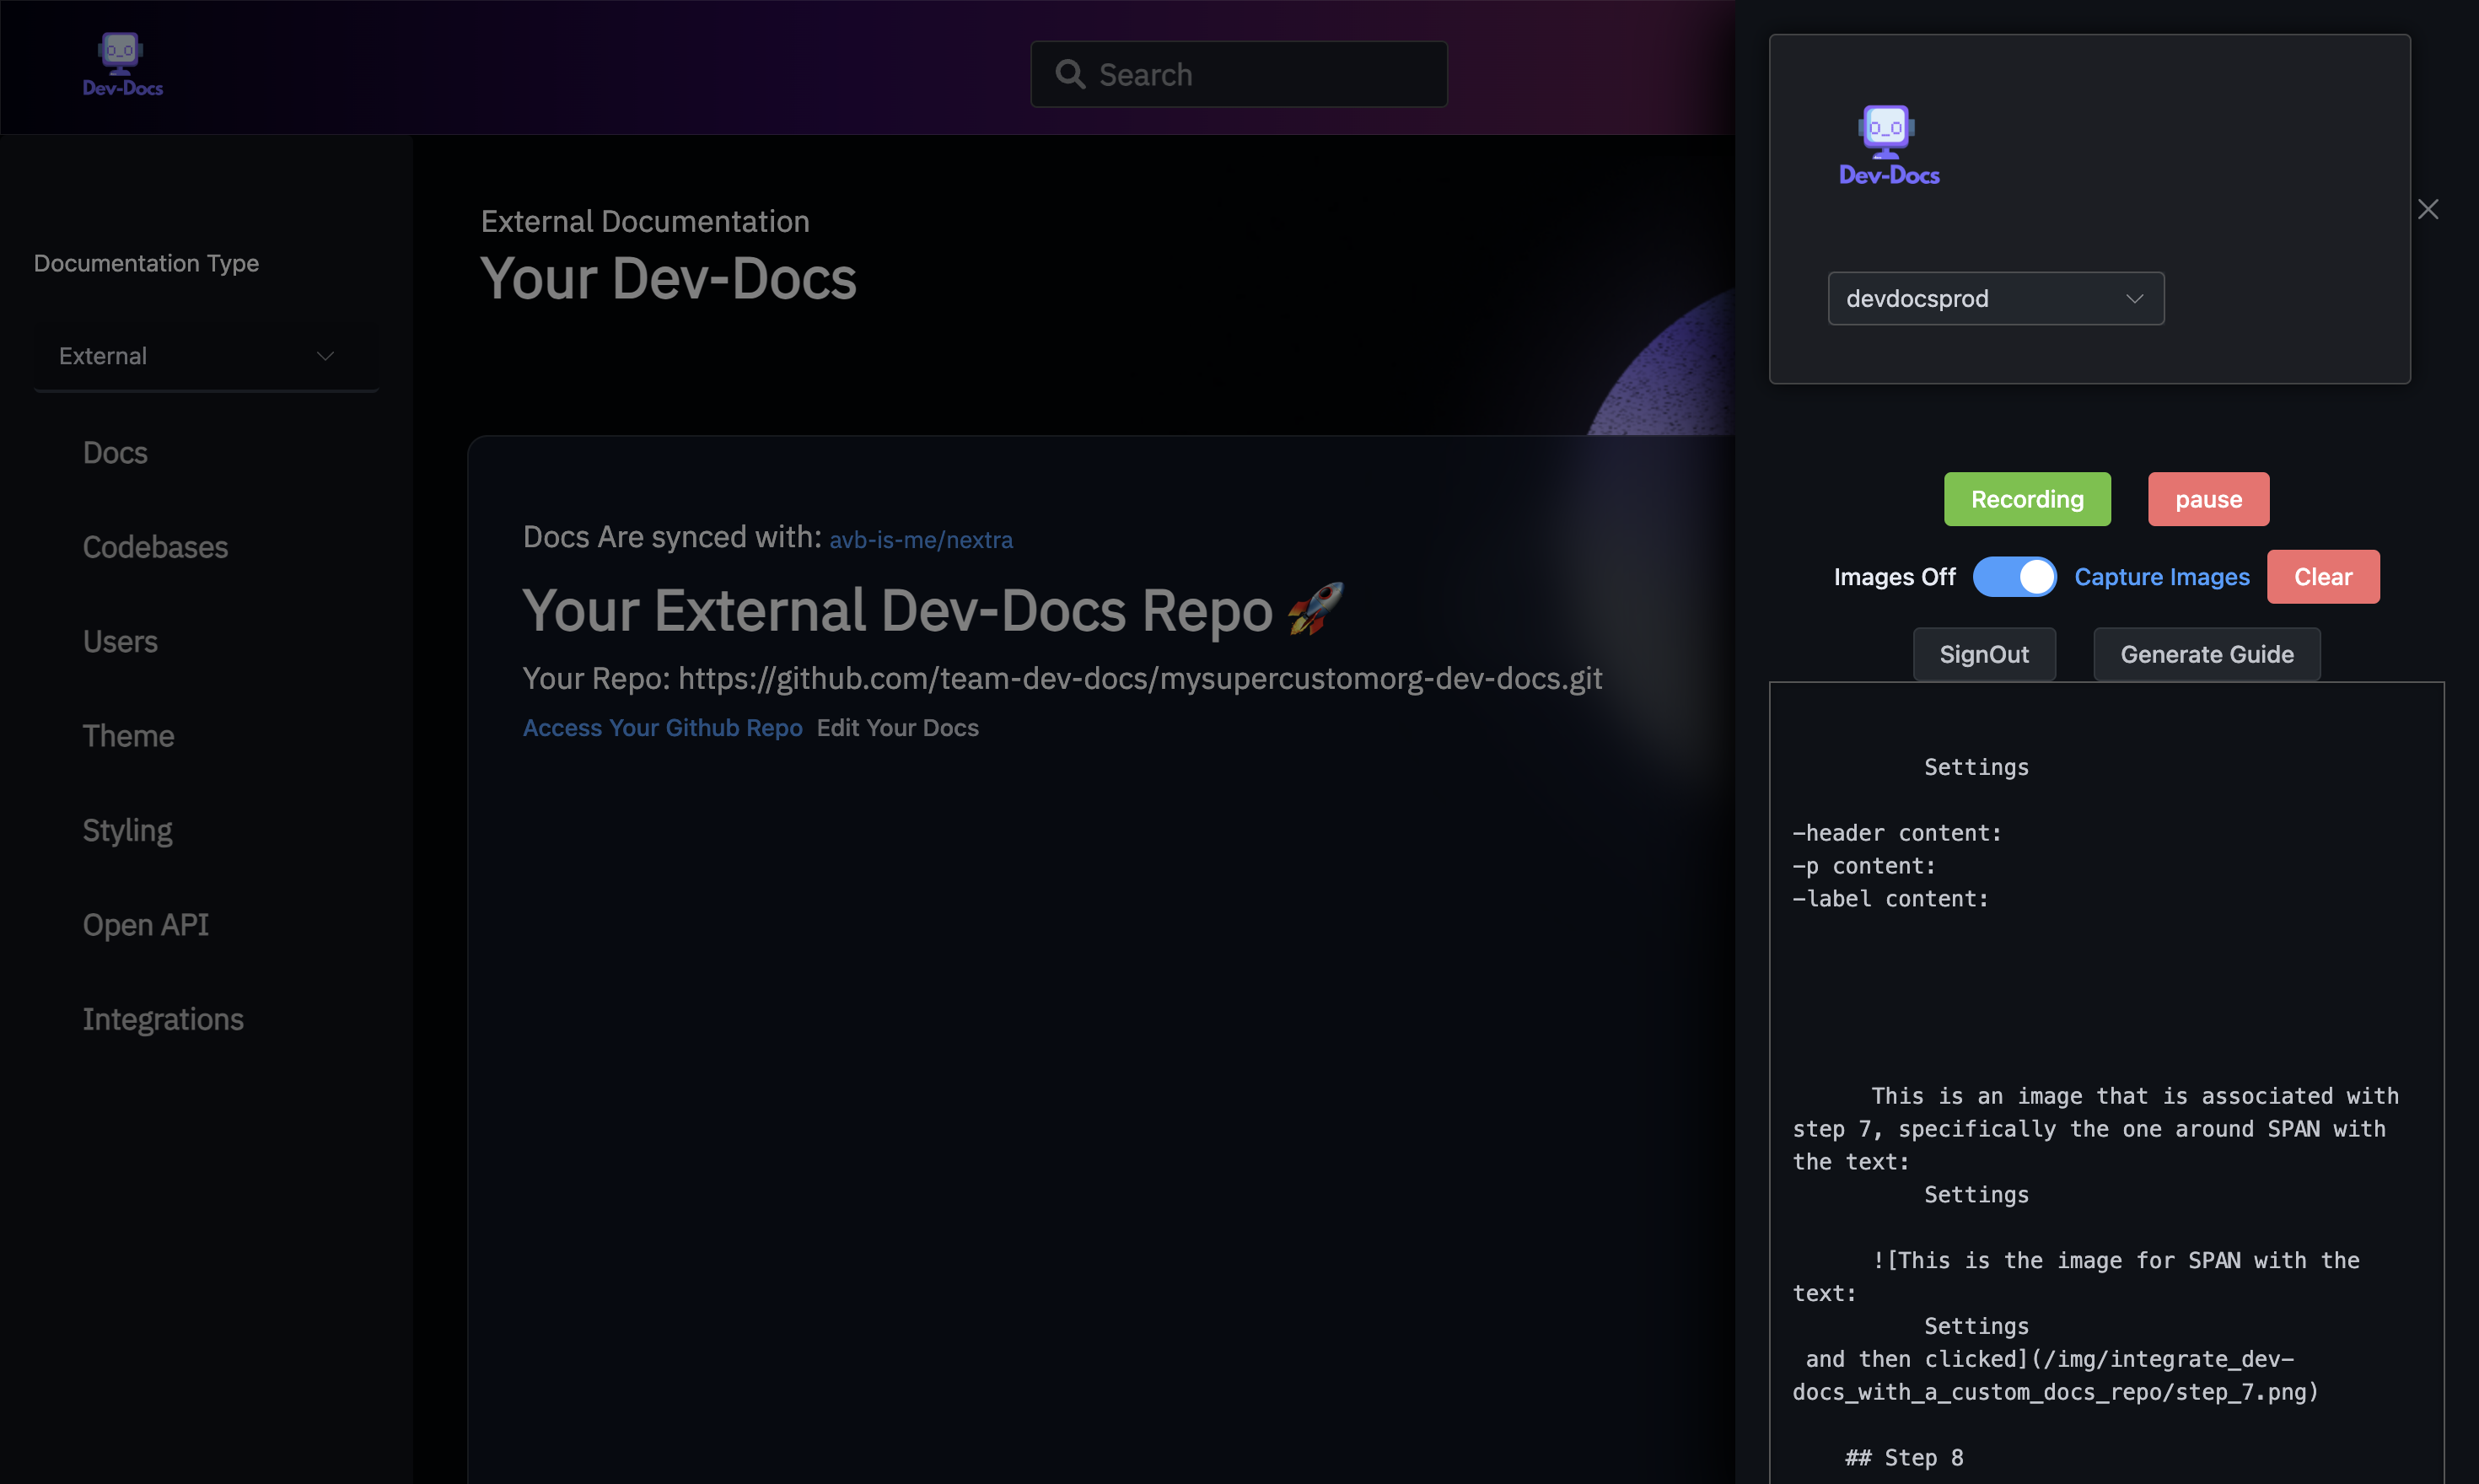 o_o
Dev-Docs
Search
Documentation Type
External
Docs
Codebases
Users
Theme
Styling
Open API
Integrations
External Documentation
Your Dev-Docs
Docs Are synced with: avb-is-me/nextra
Your External Dev-Docs Repo 🚀
Your Repo: https://github.com/team-dev-docs/mysupercustomorg-dev-docs.git
Access Your Github Repo Edit Your Docs
o_o
Dev-Docs
devdocsprod
Recording pause
Images Off Capture Images Clear
SignOut Generate Guide
Settings
-header content:
-p content:
-label content:
This is an image that is associated with
step 7, specifically the one around SPAN with
the text:
Settings
![This is the image for SPAN with the
text:
Settings
and then clicked](/img/integrate_dev-
docs_with_a_custom_docs_repo/step_7.png)
## Step 8